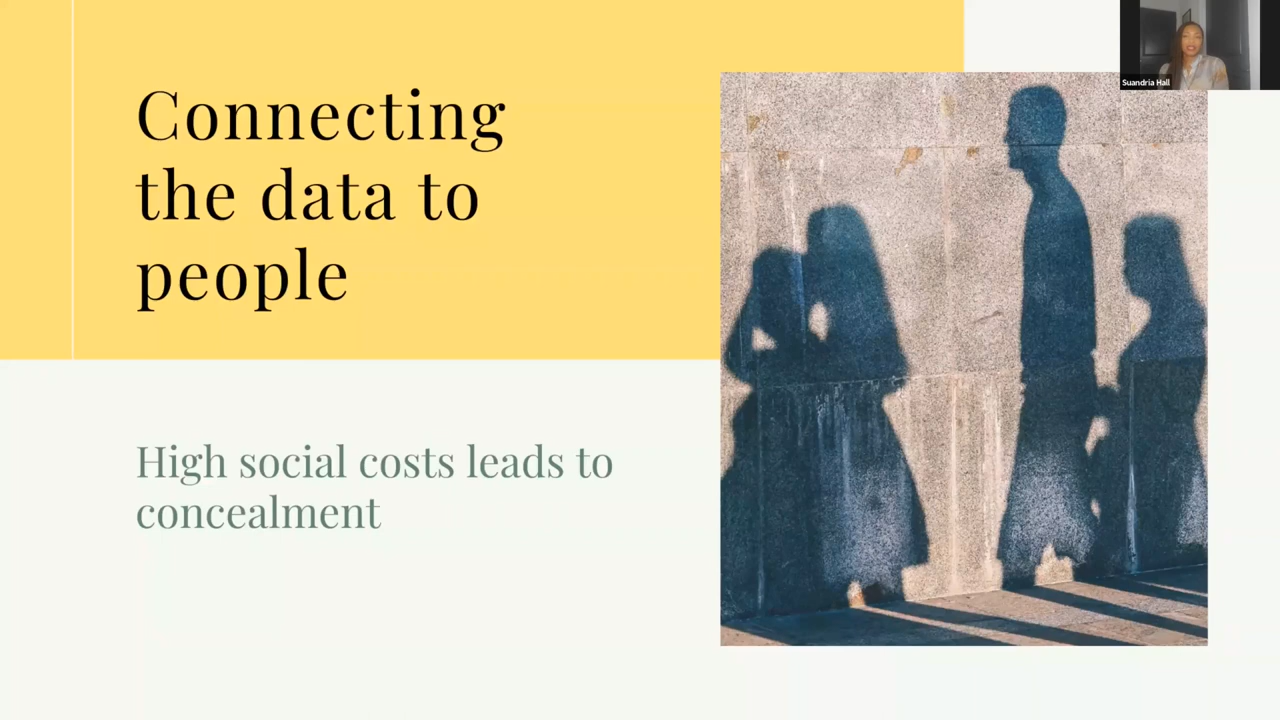 Connecting
the data to
people
High social costs leads to
concealment
Suandria Hall